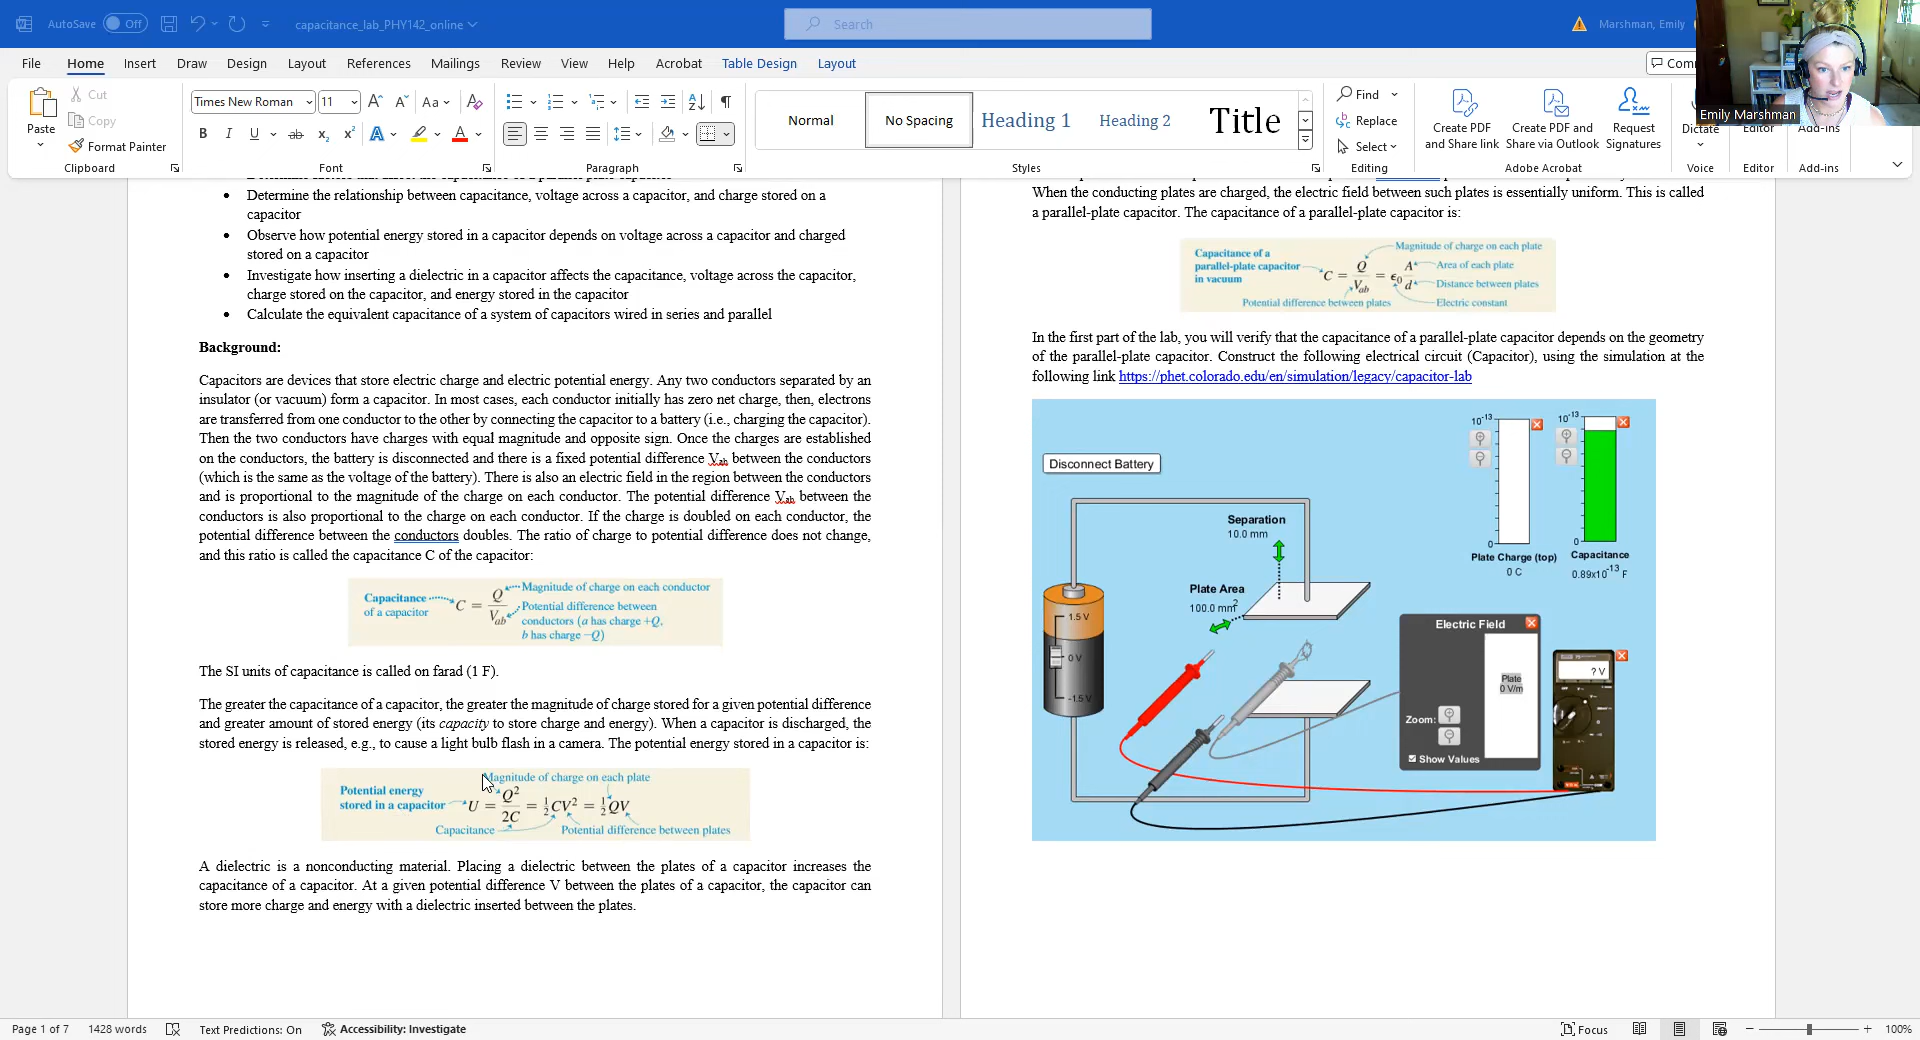 AutoSave Off capacitance_lab_PHY142_online Search Marshman, Emily
File Home Insert Draw Design Layout References Mailings Review View Help Acrobat Table Design Layout
Emily Marshman
Paste Cut
Copy
Format Painter
Clipboard
Times New Roman 11 Aa
B I U ab x₂ x² A A
Font
Paragraph
Normal No Spacing Heading 1 Heading 2 Title
Styles
Find
Replace
Select
Editing
Create PDF and Share link
Create PDF and Share via Outlook
Request Signatures
Adobe Acrobat
Dictate
Voice
Editor
Editor
Add-ins
Add-ins
• Determine the relationship between capacitance, voltage across a capacitor, and charge stored on a
capacitor
• Observe how potential energy stored in a capacitor depends on voltage across a capacitor and charged
stored on a capacitor
• Investigate how inserting a dielectric in a capacitor affects the capacitance, voltage across the capacitor,
charge stored on the capacitor, and energy stored in the capacitor
• Calculate the equivalent capacitance of a system of capacitors wired in series and parallel
Background:
Capacitors are devices that store electric charge and electric potential energy. Any two conductors separated by an
insulator (or vacuum) form a capacitor. In most cases, each conductor initially has zero net charge, then, electrons
are transferred from one conductor to the other by connecting the capacitor to a battery (i.e., charging the capacitor).
Then the two conductors have charges with equal magnitude and opposite sign. Once the charges are established
on the conductors, the battery is disconnected and there is a fixed potential difference Vab between the conductors
(which is the same as the voltage of the battery). There is also an electric field in the region between the conductors
and is proportional to the magnitude of the charge on each conductor. The potential difference Vab between the
conductors is also proportional to the charge on each conductor. If the charge is doubled on each conductor, the
potential difference between the conductors doubles. The ratio of charge to potential difference does not change,
and this ratio is called the capacitance C of the capacitor:
Capacitance
of a capacitor
C = Q/Vab
Magnitude of charge on each conductor
Potential difference between
conductors (a has charge +Q,
b has charge −Q)
The SI units of capacitance is called on farad (1 F).
The greater the capacitance of a capacitor, the greater the magnitude of charge stored for a given potential difference
and greater amount of stored energy (its capacity to store charge and energy). When a capacitor is discharged, the
stored energy is released, e.g., to cause a light bulb flash in a camera. The potential energy stored in a capacitor is:
Magnitude of charge on each plate
Potential energy
stored in a capacitor
U = Q²/2C = ½CV² = ½QV
Capacitance Potential difference between plates
A dielectric is a nonconducting material. Placing a dielectric between the plates of a capacitor increases the
capacitance of a capacitor. At a given potential difference V between the plates of a capacitor, the capacitor can
store more charge and energy with a dielectric inserted between the plates.
When the conducting plates are charged, the electric field between such plates is essentially uniform. This is called
a parallel-plate capacitor. The capacitance of a parallel-plate capacitor is:
Capacitance of a
parallel-plate capacitor
in vacuum
C = Q/Vab = ϵ0 A/d
Magnitude of charge on each plate
Area of each plate
Distance between plates
Potential difference between plates
Electric constant
In the first part of the lab, you will verify that the capacitance of a parallel-plate capacitor depends on the geometry
of the parallel-plate capacitor. Construct the following electrical circuit (Capacitor), using the simulation at the
following link https://phet.colorado.edu/en/simulation/legacy/capacitor-lab
Disconnect Battery
Separation
10.0 mm
Plate Area
100.0 mm²
1.5 V
0 V
-1.5 V
10⁻¹³
0
Plate Charge (top)
0 C
10⁻¹³
0
Capacitance
0.89x10⁻¹³ F
Electric Field
Plate
0 V/m
Zoom:
Show Values
? V
Page 1 of 7 1428 words Text Predictions: On Accessibility: Investigate Focus 100%